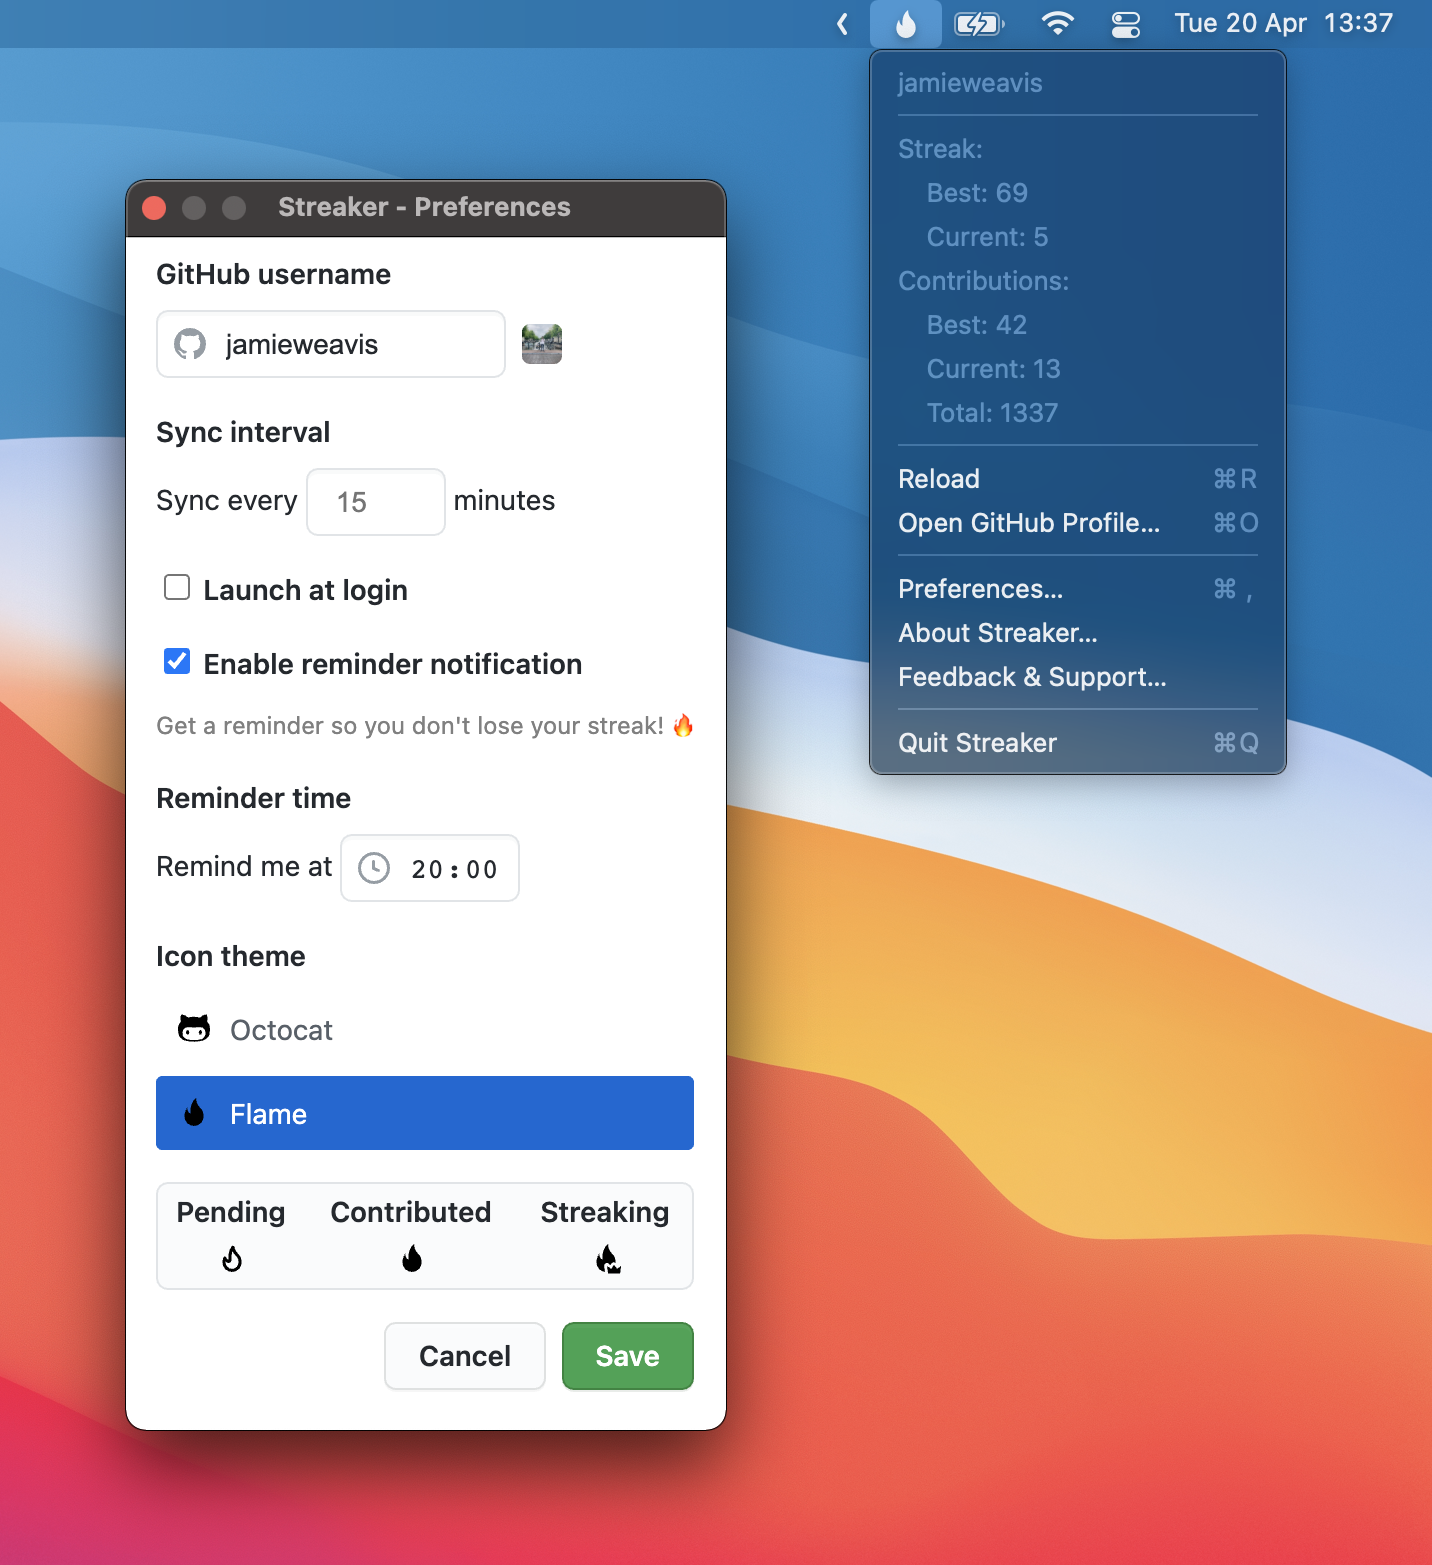 Tue 20 Apr 13:37
jamieweavis
Streak:
Best: 69
Current: 5
Contributions:
Best: 42
Current: 13
Total: 1337
Reload ⌘R
Open GitHub Profile... ⌘O
Preferences... ⌘ ,
About Streaker...
Feedback & Support...
Quit Streaker ⌘Q
Streaker - Preferences
GitHub username
jamieweavis
Sync interval
Sync every 15 minutes
Launch at login
Enable reminder notification
Get a reminder so you don't lose your streak! 🔥
Reminder time
Remind me at 20:00
Icon theme
Octocat
Flame
Pending Contributed Streaking
Cancel Save